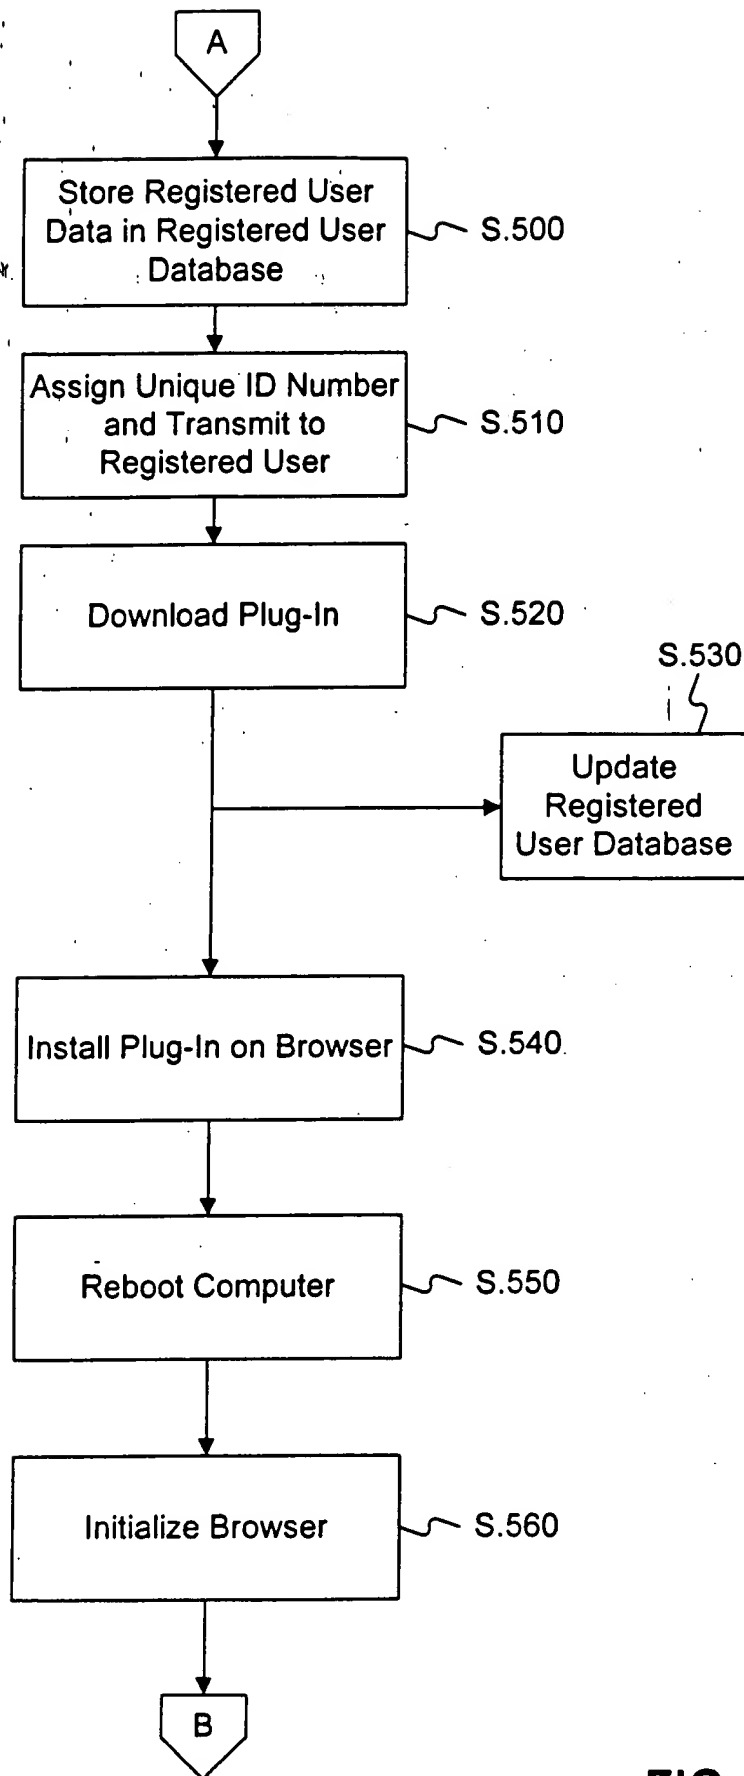 A
Store Registered User
Data in Registered User
Database
S.500
Assign Unique ID Number
and Transmit to
Registered User
S.510
Download Plug-In
S.520
S.530
Update
Registered
User Database
Install Plug-In on Browser
S.540
Reboot Computer
S.550
Initialize Browser
S.560
B